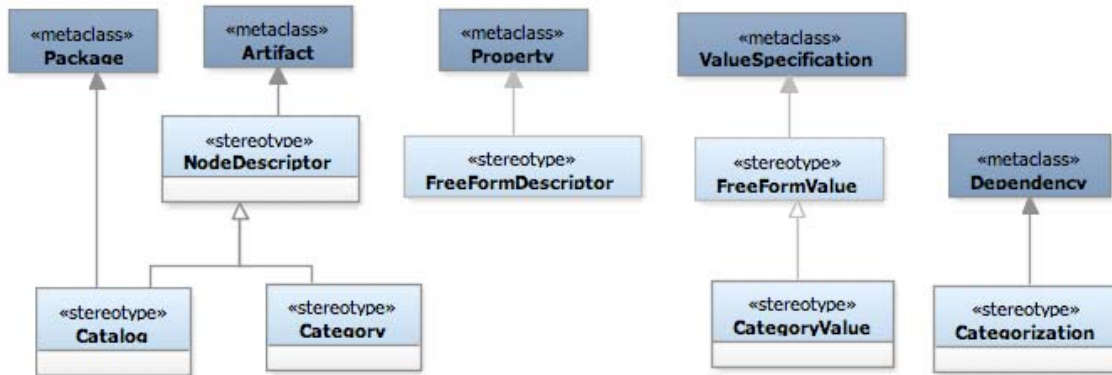 «metaclass»
Package
«metaclass»
Artifact
«metaclass»
Property
«metaclass»
ValueSpecification
«stereotype»
NodeDescriptor
«stereotype»
FreeFormDescriptor
«stereotype»
FreeFormValue
«metaclass»
Dependency
«stereotype»
Catalog
«stereotype»
Category
«stereotype»
CategoryValue
«stereotype»
Categorization